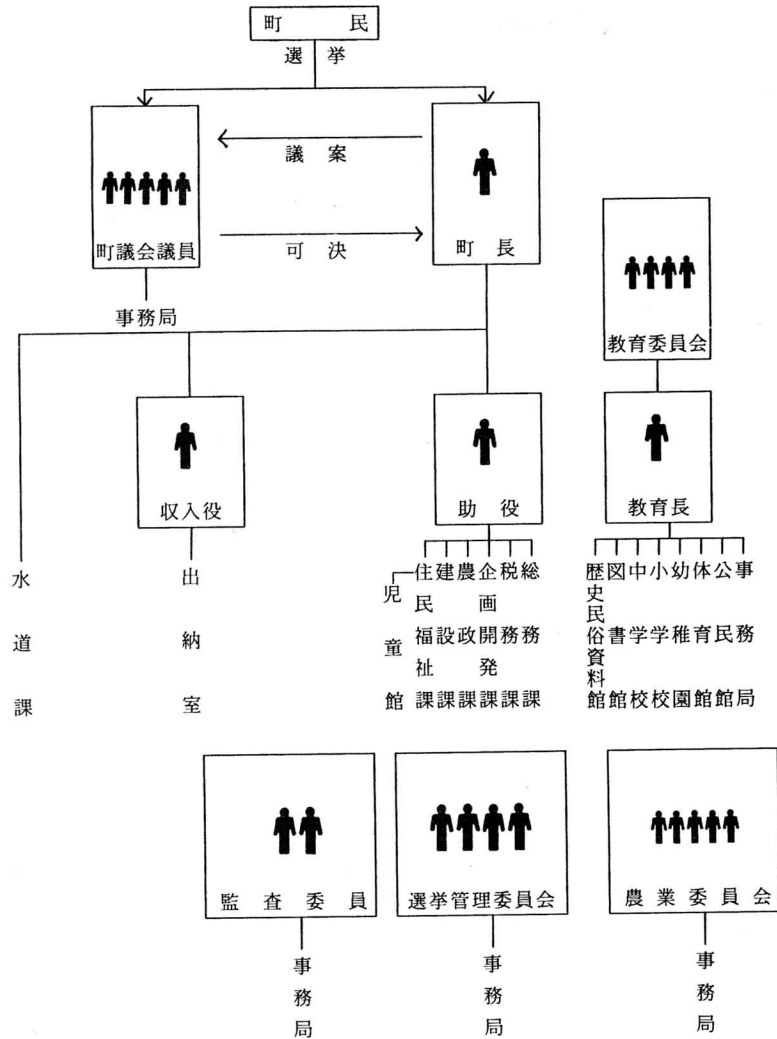 町民
選挙
議案
可決
町議会議員
町長
事務局
教育委員会
収入役
助役
教育長
水道課
出納室
児童館
住民福祉課
建設課
農政課
企画開発課
税務課
総務課
歴史民俗資料館
図書館
中学校
小学校
幼稚園
体育館
公民館
事務局
監査委員
選挙管理委員会
農業委員会
事務局
事務局
事務局